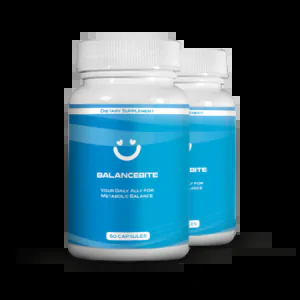 Dietary Supplement
BALANCEBITE
Your Daily Ally for
Metabolic Balance
60 CAPSULES